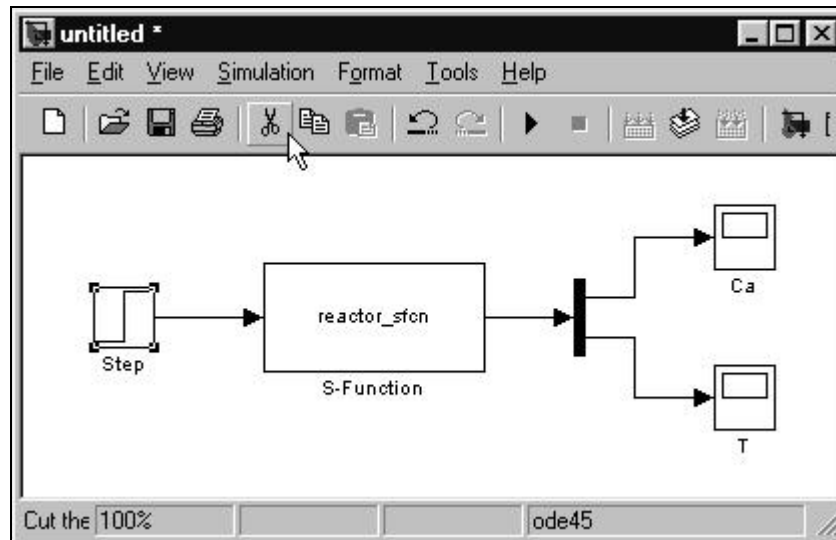 untitled *
File Edit View Simulation Format Tools Help
Ca
reactor_sfcn
Step
S-Function
T
Cut the 100% ode45